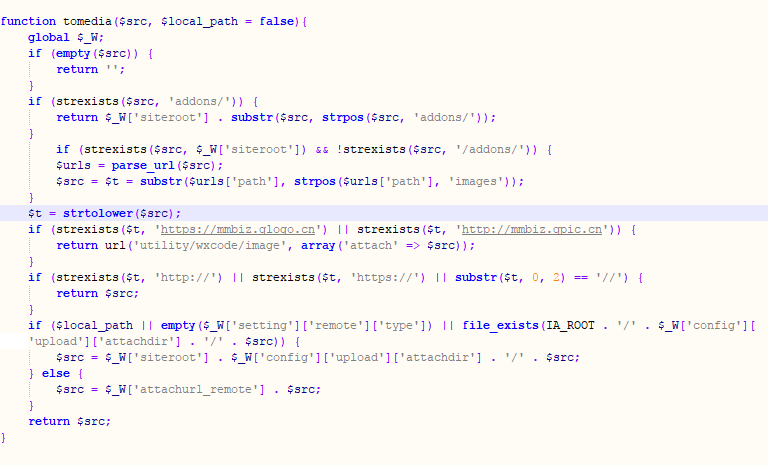 function tomedia($src, $local_path = false){
    global $_W;
    if (empty($src)) {
        return '';
    }
    if (strexists($src, 'addons/')) {
        return $_W['siteroot'] . substr($src, strpos($src, 'addons/'));
    }
        if (strexists($src, $_W['siteroot']) && !strexists($src, '/addons/')) {
        $urls = parse_url($src);
        $src = $t = substr($urls['path'], strpos($urls['path'], 'images'));
    }
    $t = strtolower($src);
    if (strexists($t, 'https://mmbiz.qlogo.cn') || strexists($t, 'http://mmbiz.qpic.cn')) {
        return url('utility/wxcode/image', array('attach' => $src));
    }
    if (strexists($t, 'http://') || strexists($t, 'https://') || substr($t, 0, 2) == '//') {
        return $src;
    }
    if ($local_path || empty($_W['setting']['remote']['type']) || file_exists(IA_ROOT . '/' . $_W['config'][
    'upload']['attachdir'] . '/' . $src)) {
        $src = $_W['siteroot'] . $_W['config']['upload']['attachdir'] . '/' . $src;
    } else {
        $src = $_W['attachurl_remote'] . $src;
    }
    return $src;
}